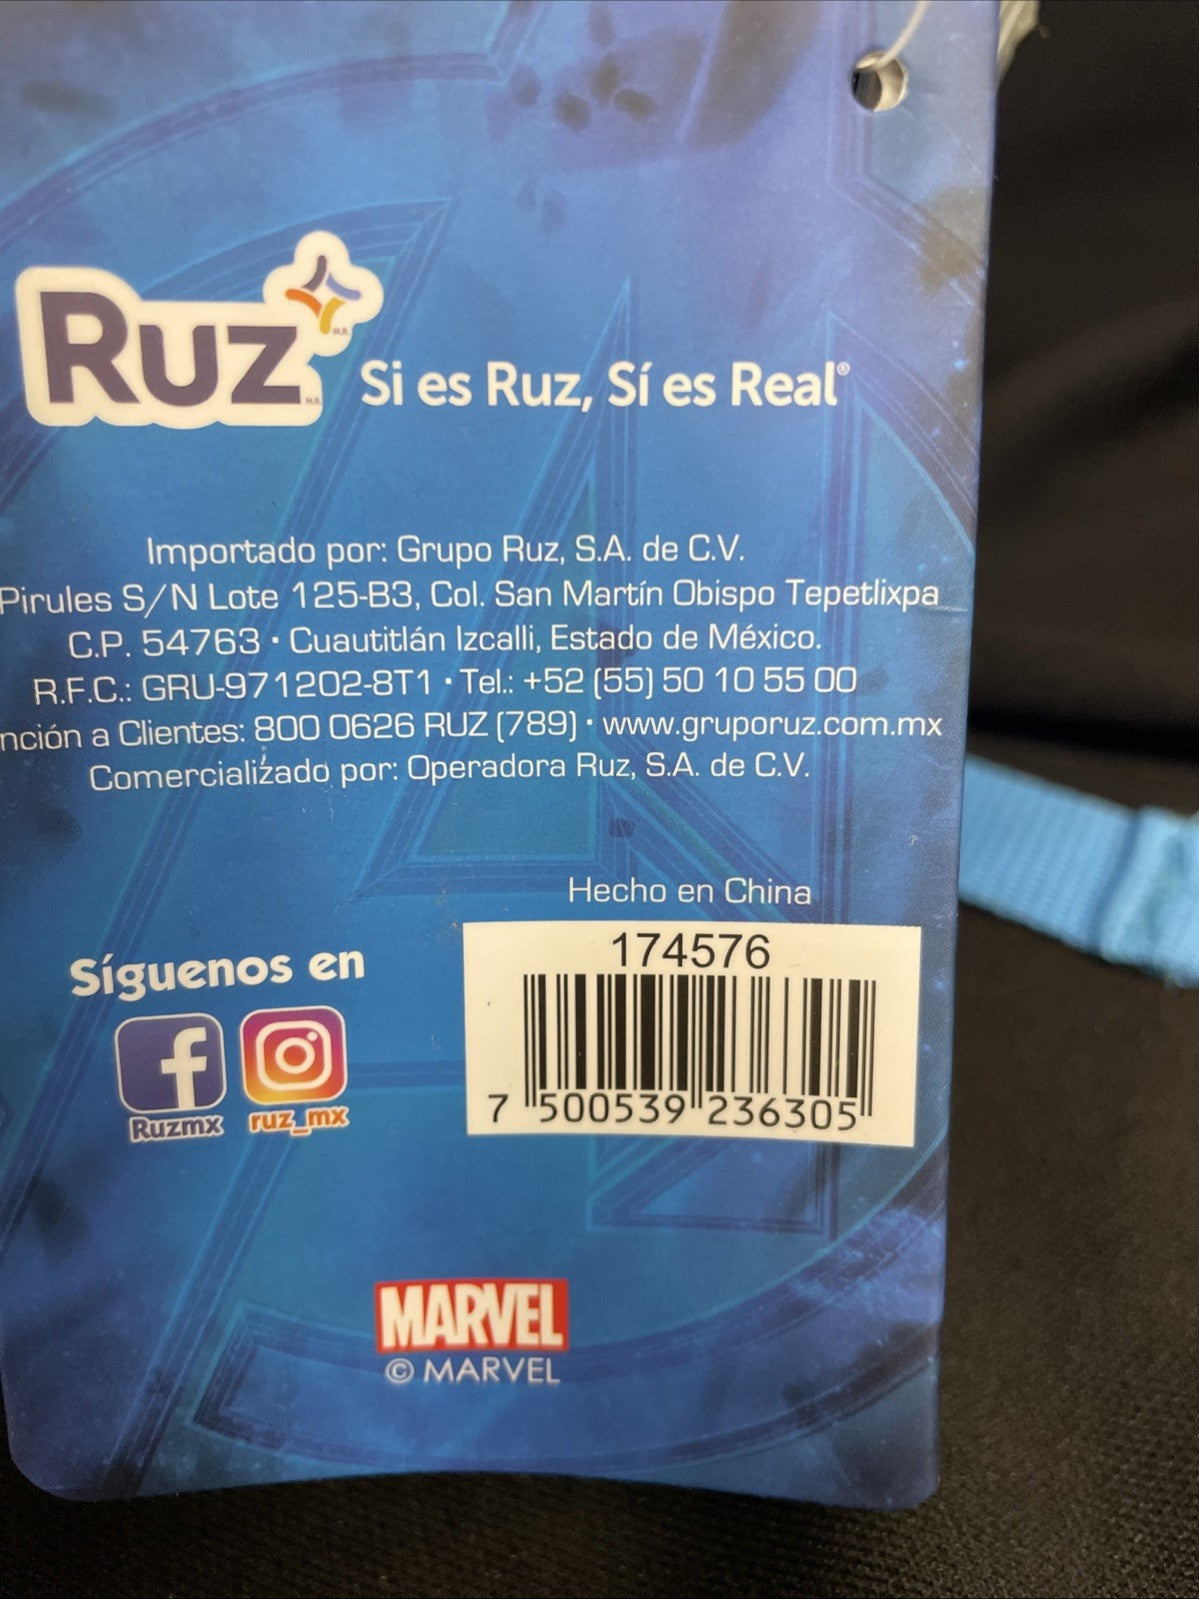 Ruz M.R.
M.R.
Si es Ruz, Sí es Real®
Importado por: Grupo Ruz, S.A. de C.V.
Pirules S/N Lote 125-B3, Col. San Martín Obispo Tepetlixpa
C.P. 54763 • Cuautitlán Izcalli, Estado de México.
R.F.C.: GRU-971202-8T1 • Tel.: +52 (55) 50 10 55 00
nción a Clientes: 800 0626 RUZ (789) • www.gruporuz.com.mx
Comercializado por: Operadora Ruz, S.A. de C.V.
Hecho en China
Síguenos en
Ruzmx
ruz_mx
174576
7 500539 236305
MARVEL
© MARVEL